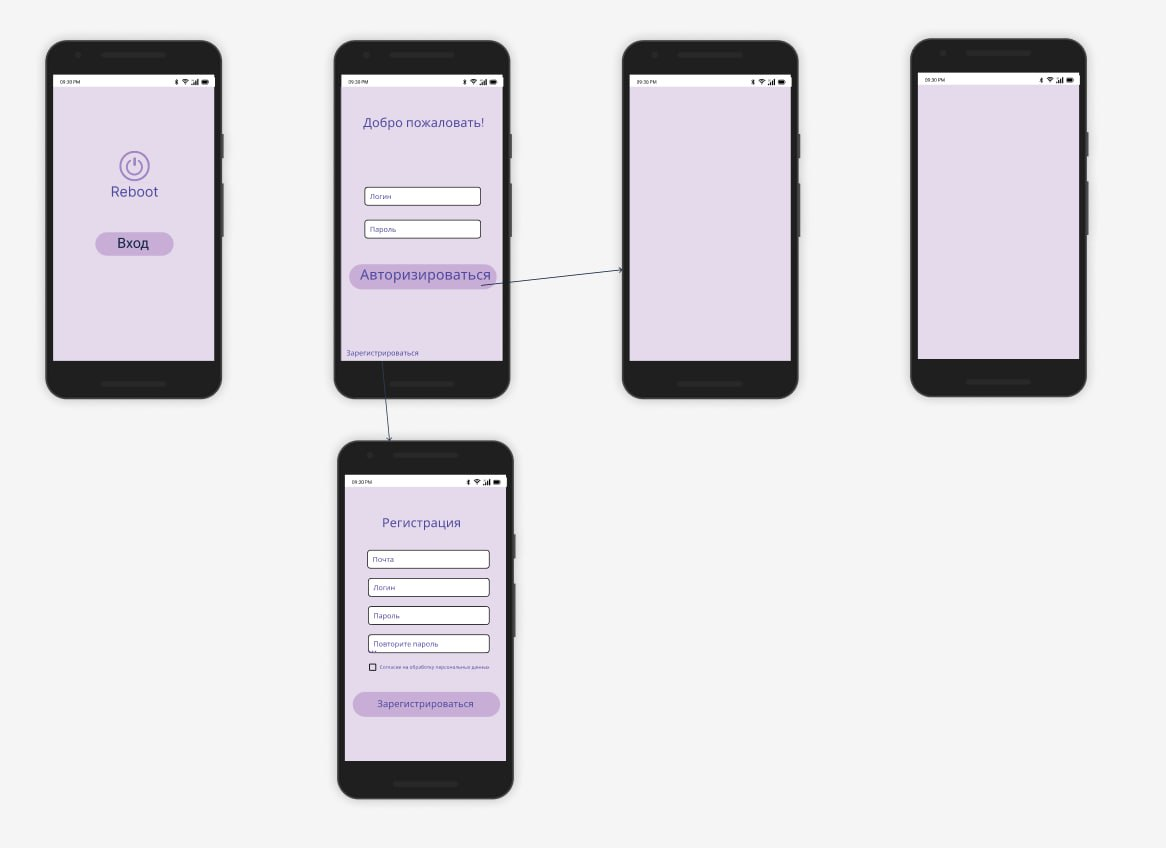 09:30 PM
Reboot
Вход
09:30 PM
Добро пожаловать!
Логин
Пароль
Авторизироваться
Зарегистрироваться
09:30 PM
09:30 PM
09:30 PM
Регистрация
Почта
Логин
Пароль
Повторите пароль
Согласие на обработку персональных данных
Зарегистрироваться